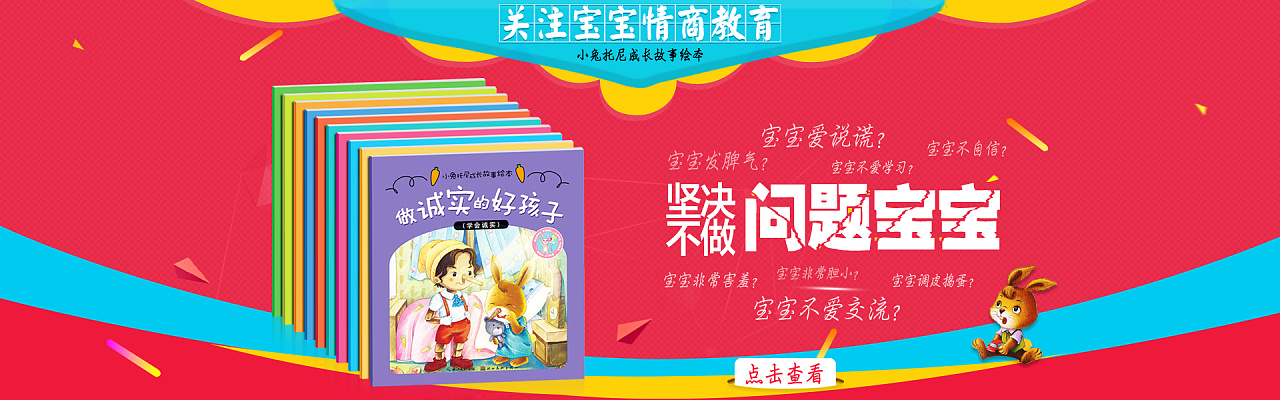 关注宝宝情商教育
小兔托尼成长故事绘本
小兔托尼成长故事绘本
做诚实的好孩子
(学会诚实)
宝宝爱说谎?
宝宝发脾气?
宝宝不爱学习?
宝宝不自信?
坚决
不做
问题宝宝
宝宝非常害羞?
宝宝非常胆小?
宝宝调皮捣蛋?
宝宝不爱交流?
点击查看